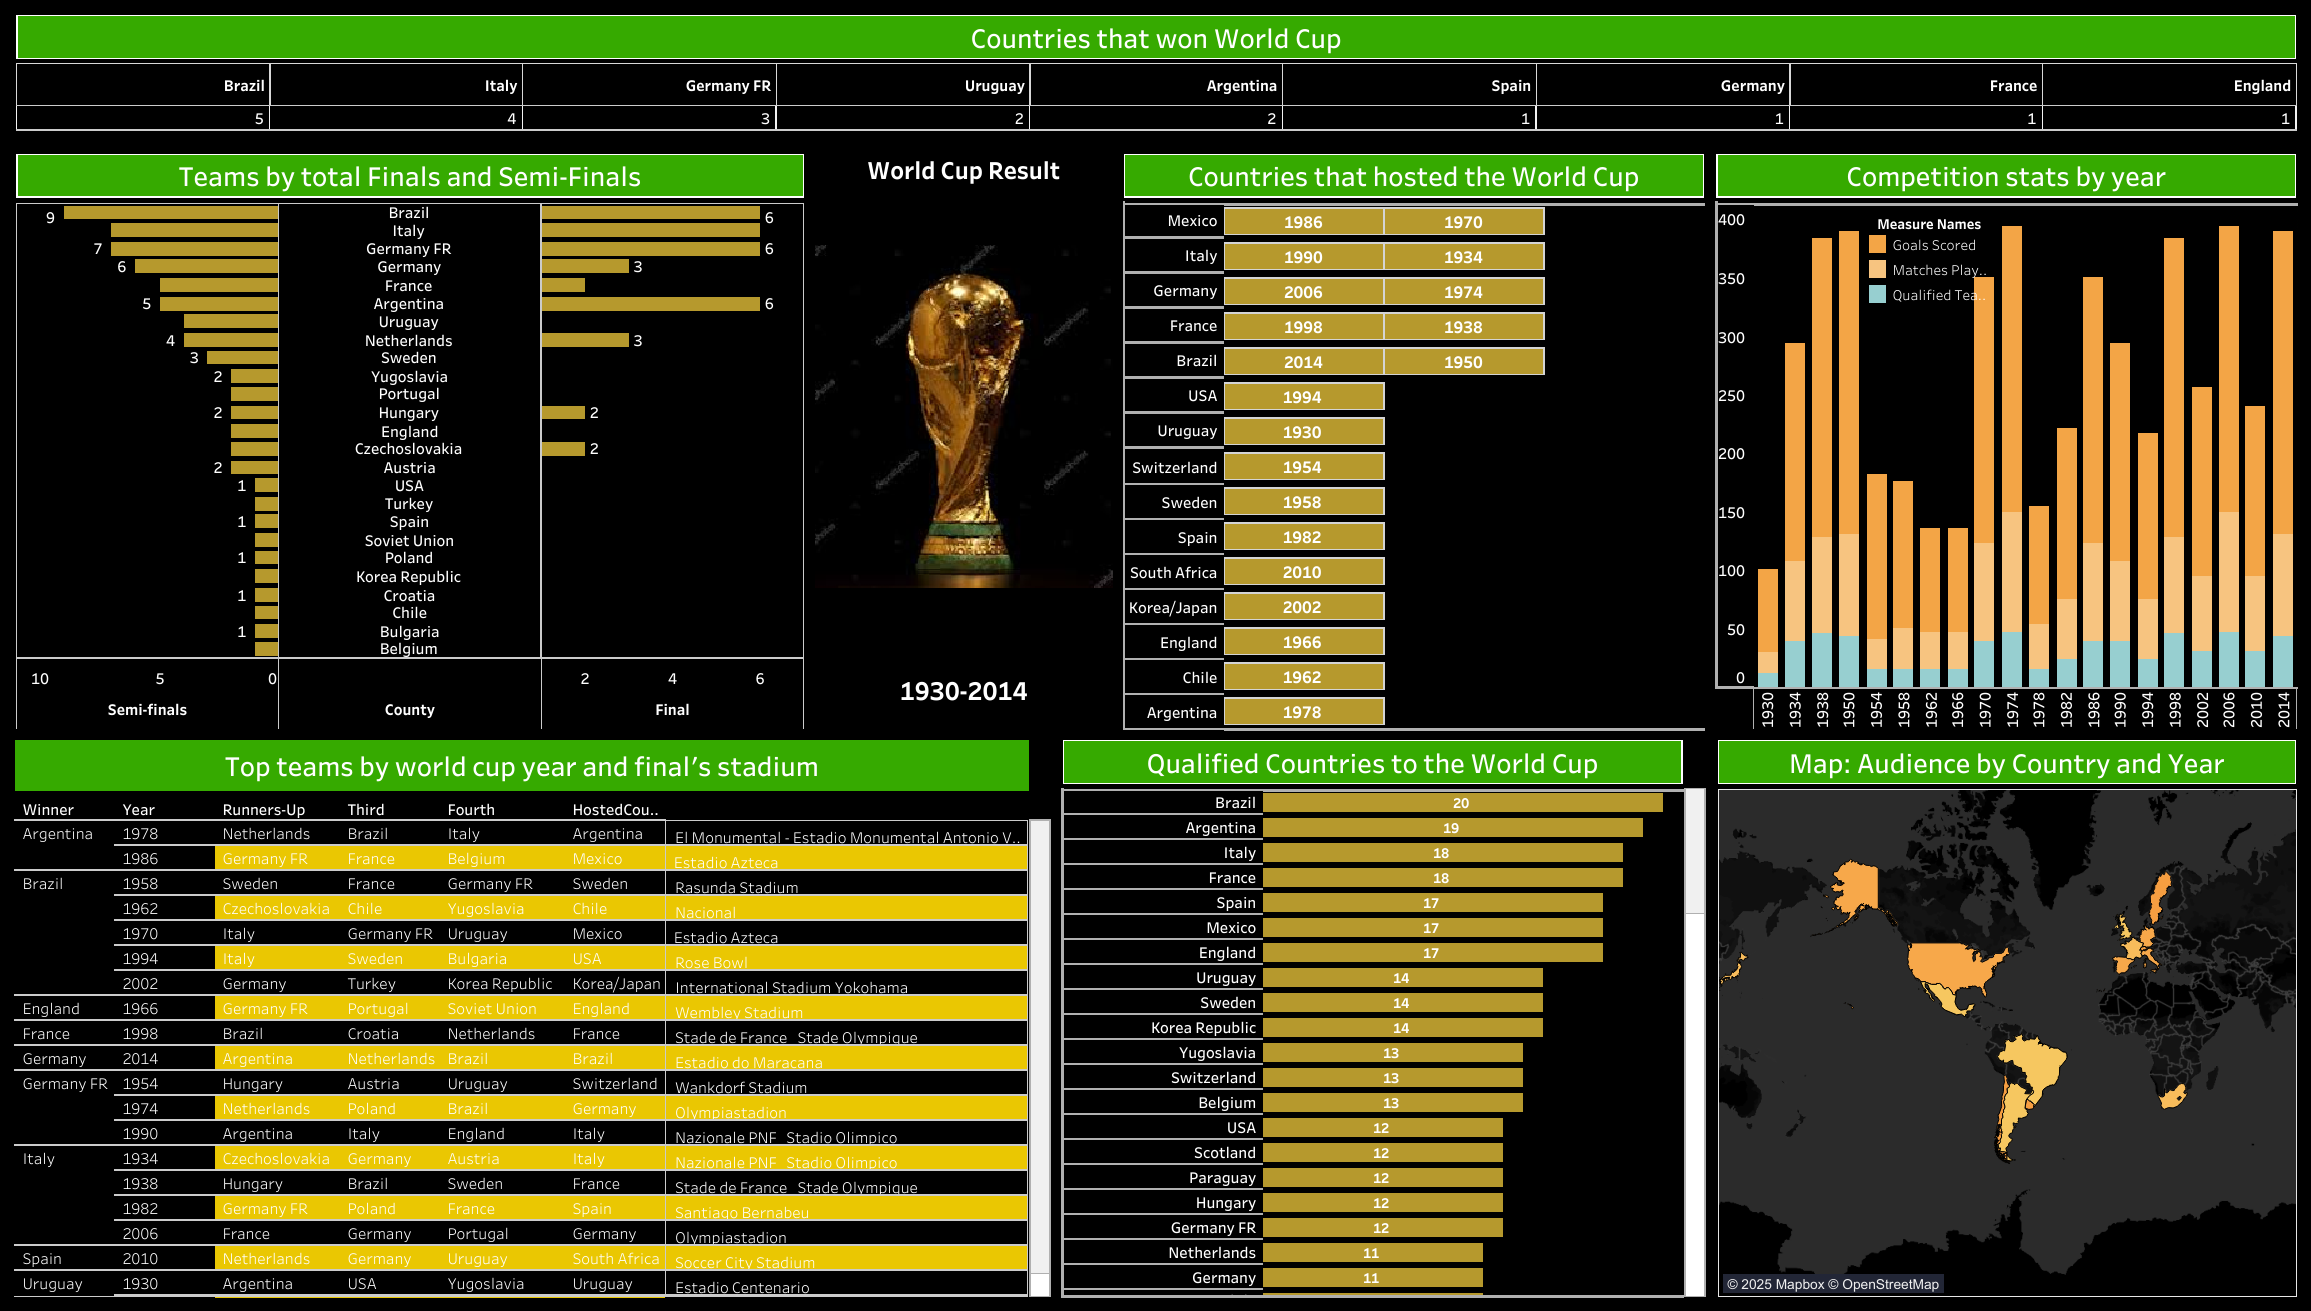 Countries that won World Cup
Brazil Italy Germany FR Uruguay Argentina Spain Germany France England
5 4 3 2 2 1 1 1 1
Teams by total Finals and Semi-Finals
9 Brazil 6
Italy
7 Germany FR 6
6 Germany 3
France
5 Argentina 6
Uruguay
4 Netherlands 3
3 Sweden
2 Yugoslavia
Portugal
2 Hungary 2
England
Czechoslovakia 2
2 Austria
1 USA
Turkey
1 Spain
Soviet Union
1 Poland
Korea Republic
1 Croatia
Chile
1 Bulgaria
Belgium
10 5 0 2 4 6
Semi-finals County Final
World Cup Result
depositphotos
1930-2014
Countries that hosted the World Cup
Mexico 1986 1970
Italy 1990 1934
Germany 2006 1974
France 1998 1938
Brazil 2014 1950
USA 1994
Uruguay 1930
Switzerland 1954
Sweden 1958
Spain 1982
South Africa 2010
Korea/Japan 2002
England 1966
Chile 1962
Argentina 1978
Competition stats by year
Measure Names
Goals Scored
Matches Play..
Qualified Tea..
400
350
300
250
200
150
100
50
0
1930 1934 1938 1950 1954 1958 1962 1966 1970 1974 1978 1982 1986 1990 1994 1998 2002 2006 2010 2014
Top teams by world cup year and final's stadium
Winner Year Runners-Up Third Fourth HostedCou..
Argentina 1978 Netherlands Brazil Italy Argentina El Monumental - Estadio Monumental Antonio V..
1986 Germany FR France Belgium Mexico Estadio Azteca
Brazil 1958 Sweden France Germany FR Sweden Rasunda Stadium
1962 Czechoslovakia Chile Yugoslavia Chile Nacional
1970 Italy Germany FR Uruguay Mexico Estadio Azteca
1994 Italy Sweden Bulgaria USA Rose Bowl
2002 Germany Turkey Korea Republic Korea/Japan International Stadium Yokohama
England 1966 Germany FR Portugal Soviet Union England Wembley Stadium
France 1998 Brazil Croatia Netherlands France Stade de France Stade Olympique
Germany 2014 Argentina Netherlands Brazil Brazil Estadio do Maracana
Germany FR 1954 Hungary Austria Uruguay Switzerland Wankdorf Stadium
1974 Netherlands Poland Brazil Germany Olympiastadion
1990 Argentina Italy England Italy Nazionale PNF Stadio Olimpico
Italy 1934 Czechoslovakia Germany Austria Italy Nazionale PNF Stadio Olimpico
1938 Hungary Brazil Sweden France Stade de France Stade Olympique
1982 Germany FR Poland France Spain Santiago Bernabeu
2006 France Germany Portugal Germany Olympiastadion
Spain 2010 Netherlands Germany Uruguay South Africa Soccer City Stadium
Uruguay 1930 Argentina USA Yugoslavia Uruguay Estadio Centenario
Qualified Countries to the World Cup
Brazil 20
Argentina 19
Italy 18
France 18
Spain 17
Mexico 17
England 17
Uruguay 14
Sweden 14
Korea Republic 14
Yugoslavia 13
Switzerland 13
Belgium 13
USA 12
Scotland 12
Paraguay 12
Hungary 12
Germany FR 12
Netherlands 11
Germany 11
Map: Audience by Country and Year
© 2025 Mapbox © OpenStreetMap